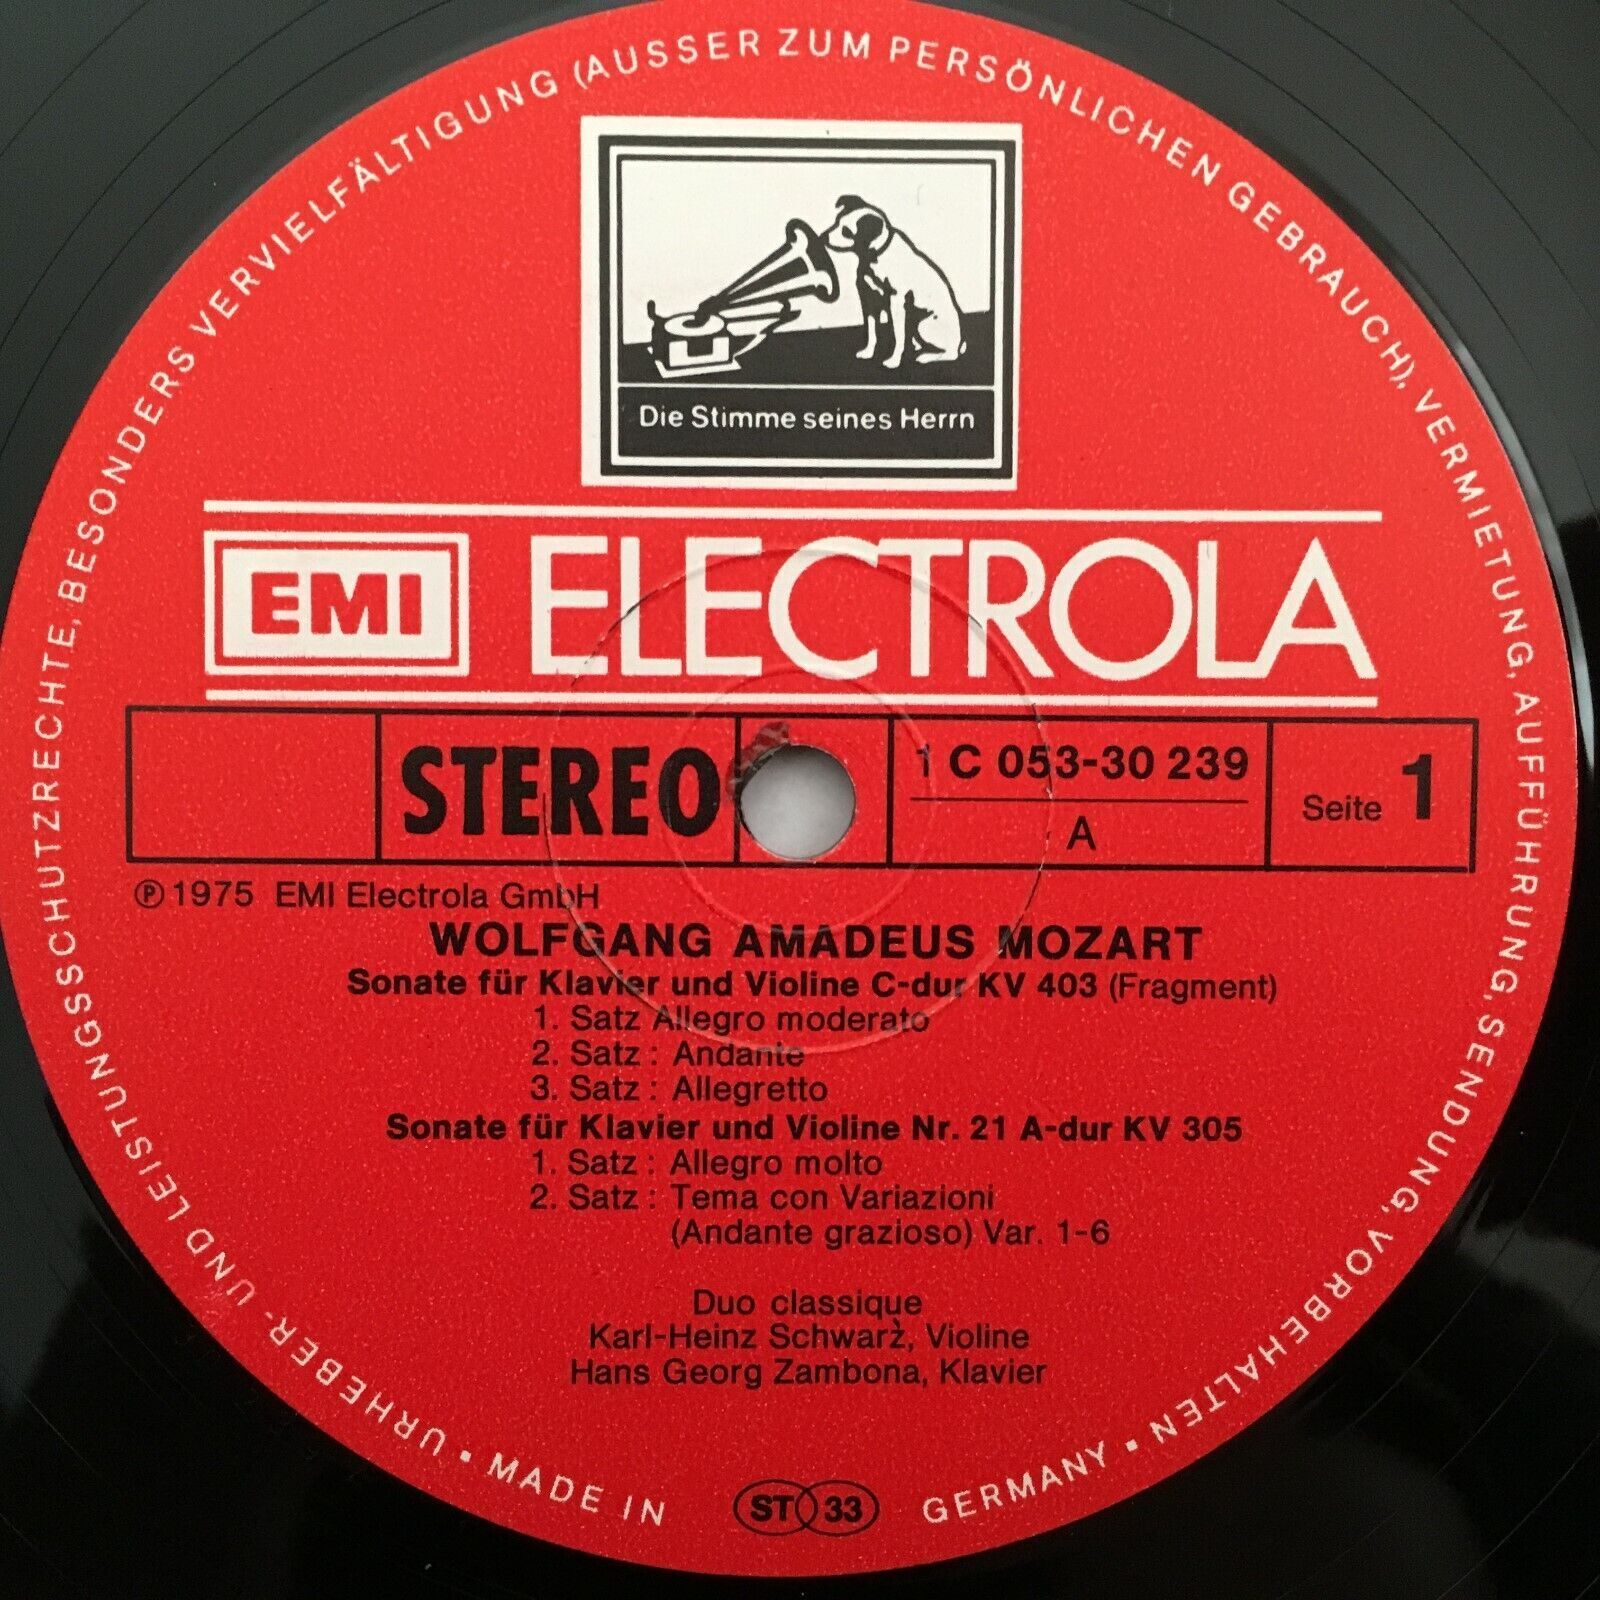 URHEBER- UND LEISTUNGSSCHUTZRECHTE, BESONDERS VERVIELFÄLTIGUNG (AUSSER ZUM PERSÖNLICHEN GEBRAUCH), VERMIETUNG, AUFFÜHRUNG, SENDUNG, VORBEHALTEN
Die Stimme seines Herrn
EMI ELECTROLA
STEREO
1 C 053-30 239
A
Seite 1
℗ 1975 EMI Electrola GmbH
WOLFGANG AMADEUS MOZART
Sonate für Klavier und Violine C-dur KV 403 (Fragment)
1. Satz Allegro moderato
2. Satz : Andante
3. Satz : Allegretto
Sonate für Klavier und Violine Nr. 21 A-dur KV 305
1. Satz : Allegro molto
2. Satz : Tema con Variazioni
(Andante grazioso) Var. 1-6
Duo classique
Karl-Heinz Schwarż, Violine
Hans Georg Zambona, Klavier
• MADE IN GERMANY •
ST 33